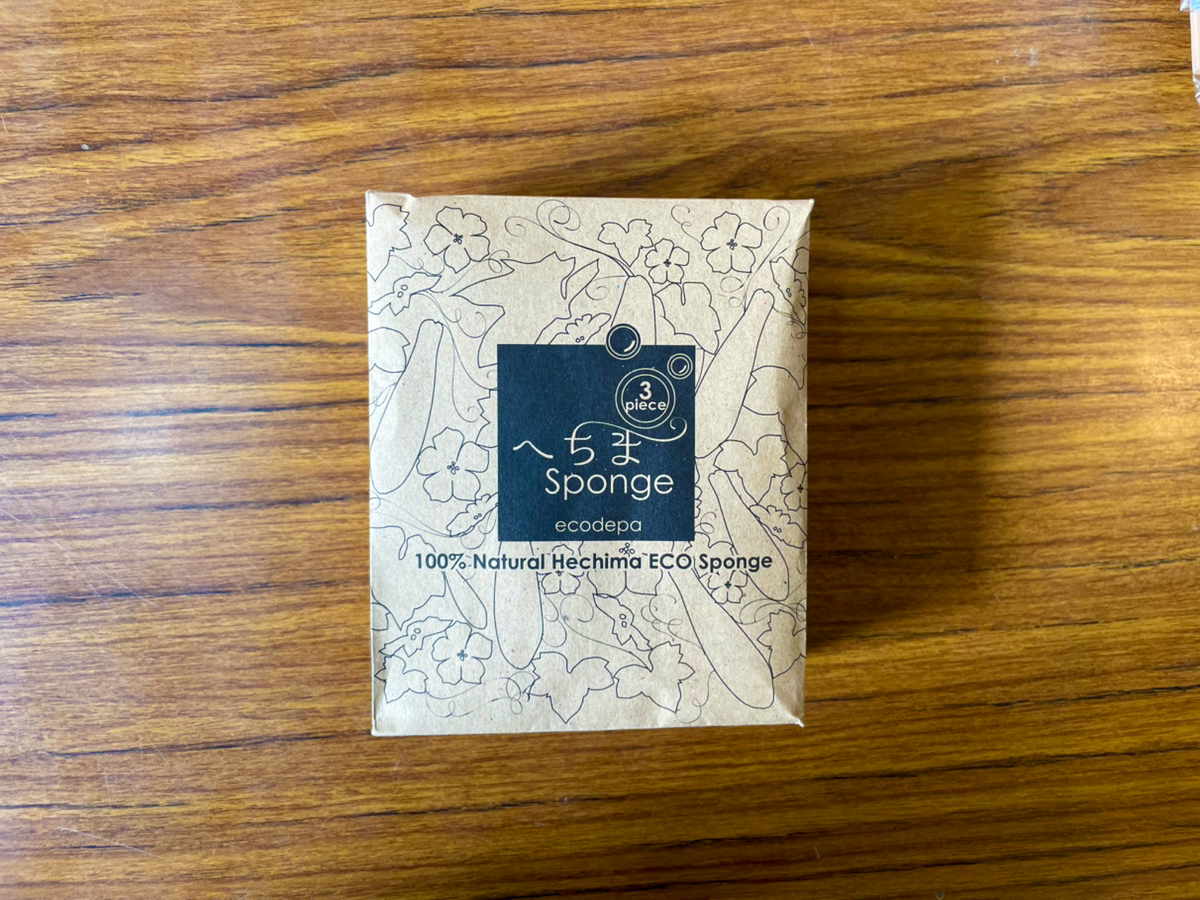 3
piece
へちま
Sponge
ecodepa
100% Natural Hechima ECO Sponge